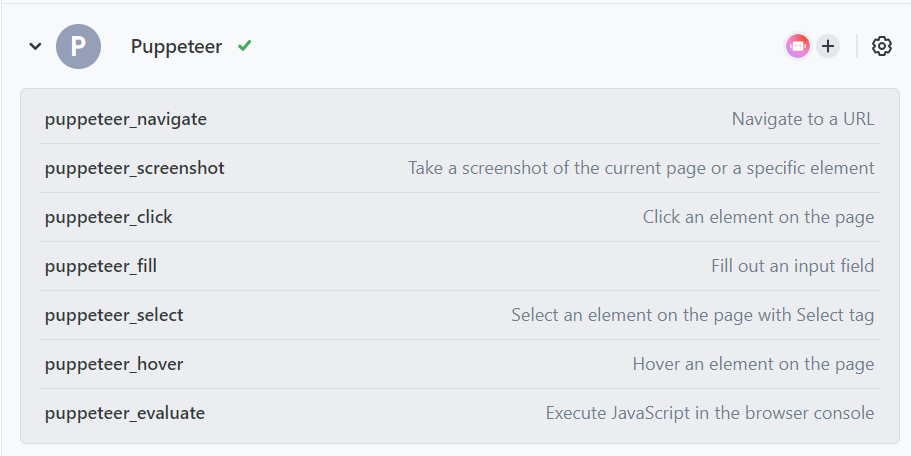 P Puppeteer
puppeteer_navigate Navigate to a URL
puppeteer_screenshot Take a screenshot of the current page or a specific element
puppeteer_click Click an element on the page
puppeteer_fill Fill out an input field
puppeteer_select Select an element on the page with Select tag
puppeteer_hover Hover an element on the page
puppeteer_evaluate Execute JavaScript in the browser console